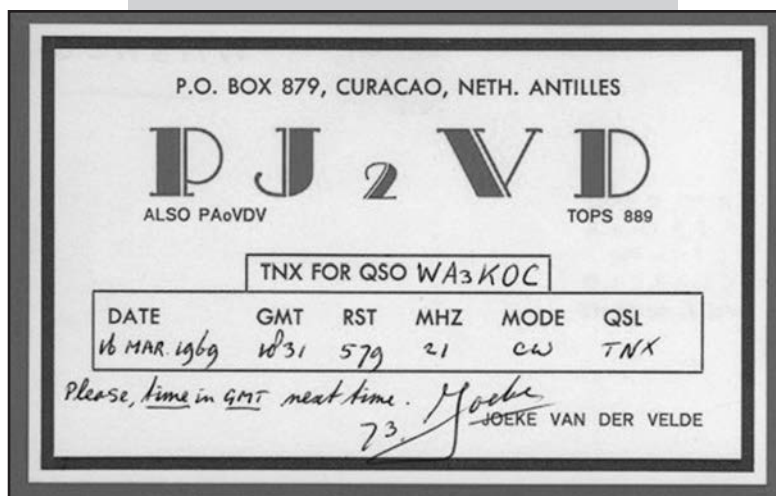 P.O. BOX 879, CURACAO, NETH. ANTILLES
PJ2VD
ALSO PAoVDV TOPS 889
TNX FOR QSO WA3KOC
DATE GMT RST MHZ MODE QSL
16 MAR. 1969 1831 579 21 CW TNX
Please, time in GMT next time.
73. Joeke
JOEKE VAN DER VELDE